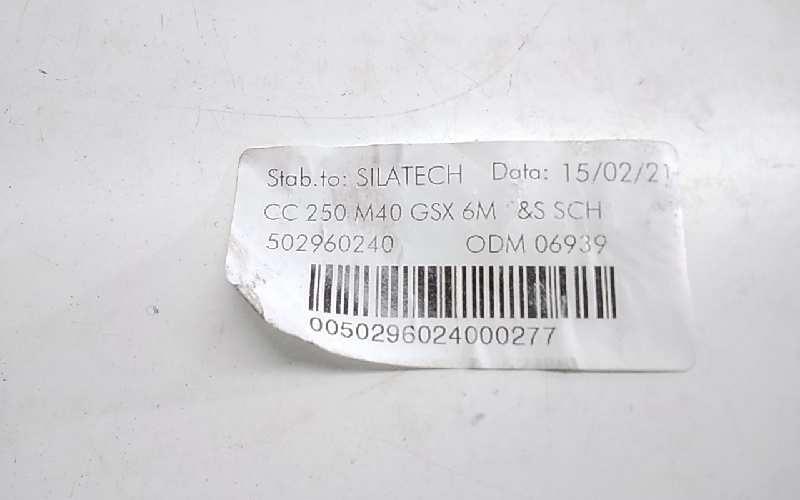 Stab.to: SILATECH Data: 15/02/21
CC 250 M40 GSX 6M &S SCH
502960240 ODM 06939
0050296024000277